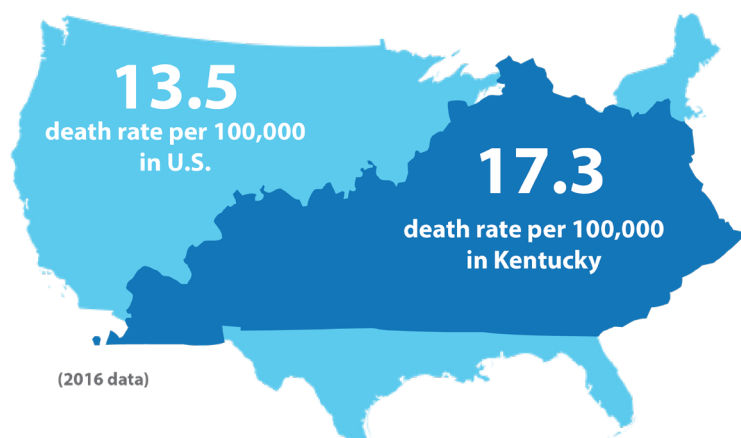 13.5
death rate per 100,000
in U.S.
17.3
death rate per 100,000
in Kentucky
(2016 data)